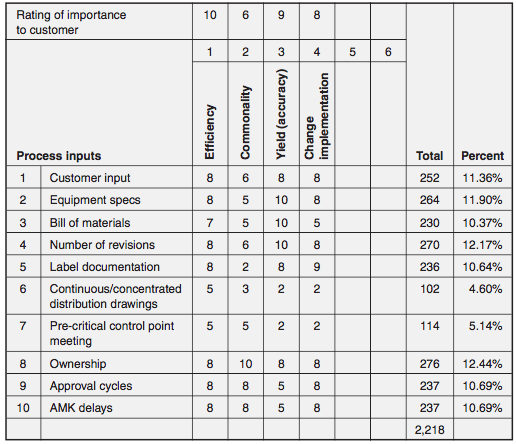 Rating of importance
to customer 10 6 9 8
1 2 3 4 5 6
Process inputs Efficiency Commonality Yield (accuracy) Change
implementation Total Percent
1 Customer input 8 6 8 8 252 11.36%
2 Equipment specs 8 5 10 8 264 11.90%
3 Bill of materials 7 5 10 5 230 10.37%
4 Number of revisions 8 6 10 8 270 12.17%
5 Label documentation 8 2 8 9 236 10.64%
6 Continuous/concentrated
distribution drawings 5 3 2 2 102 4.60%
7 Pre-critical control point
meeting 5 5 2 2 114 5.14%
8 Ownership 8 10 8 8 276 12.44%
9 Approval cycles 8 8 5 8 237 10.69%
10 AMK delays 8 8 5 8 237 10.69%
2,218